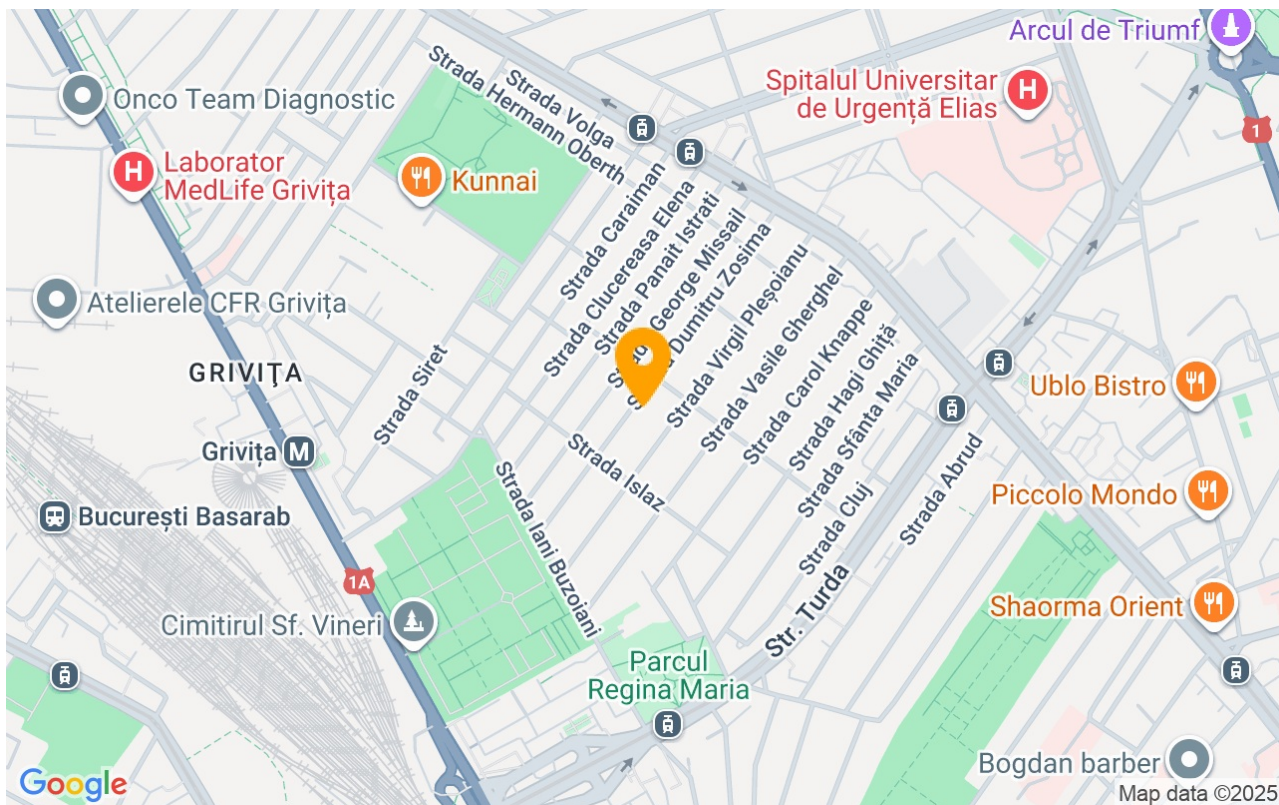 Arcul de Triumf
Onco Team Diagnostic
Strada Volga
Strada Hermann Oberth
Spitalul Universitar
de Urgență Elias
H
1
Laborator
MedLife Grivița
H
Kunnai
Strada Caraiman
Strada Clucereasa Elena
Strada Panait Istrati
George Missail
Dumitru Zosima
Strada Virgil Pleșoianu
Strada Vasile Gherghel
Strada Carol Knappe
Strada Hagi Ghiță
Strada Sfânta Maria
Strada Cluj
Strada Abrud
Atelierele CFR Grivița
GRIVIŢA
Strada Siret
Ublo Bistro
Grivița
M
Strada Islaz
Strada Iani Buzoiani
București Basarab
Piccolo Mondo
1A
Cimitirul Sf. Vineri
Str. Turda
Shaorma Orient
Parcul
Regina Maria
Bogdan barber
Google
Map data ©2025